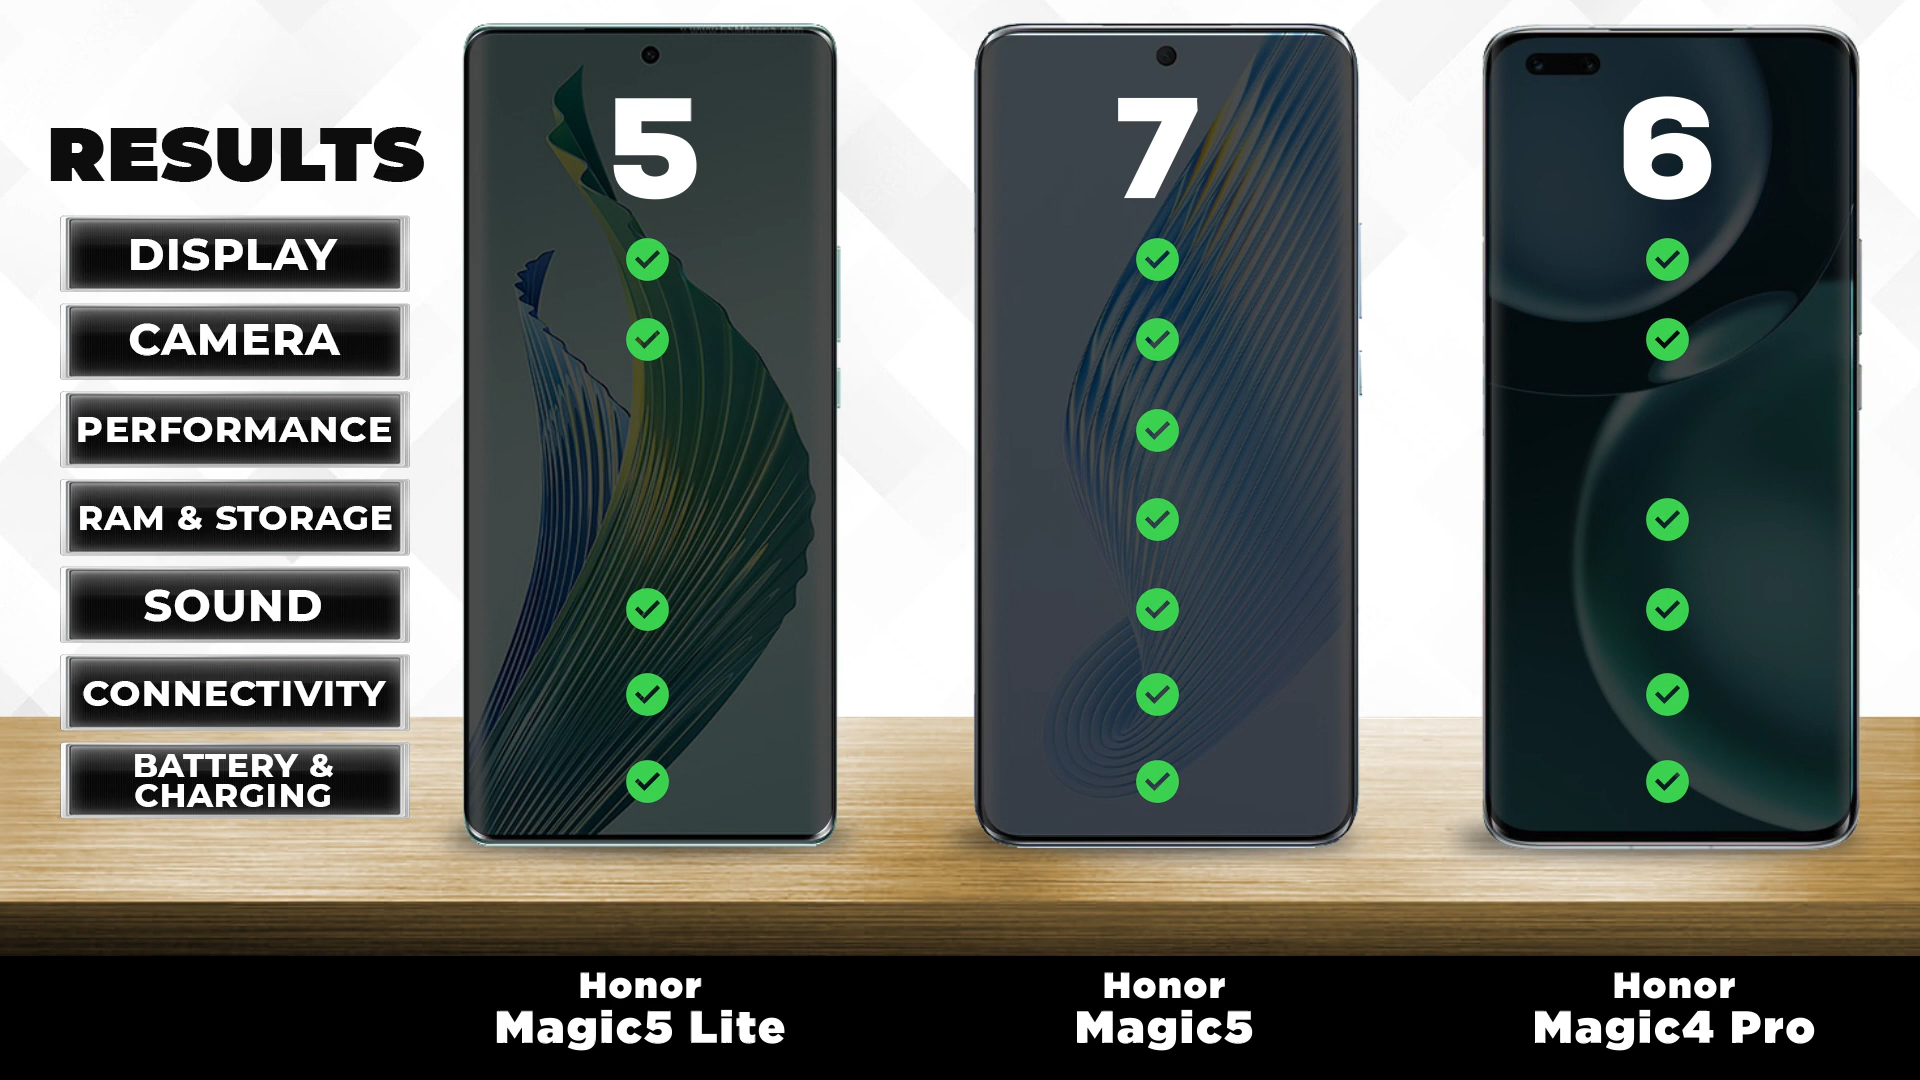 RESULTS
5
7
6
DISPLAY
CAMERA
PERFORMANCE
RAM & STORAGE
SOUND
CONNECTIVITY
BATTERY &
CHARGING
Honor
Magic5 Lite
Honor
Magic5
Honor
Magic4 Pro